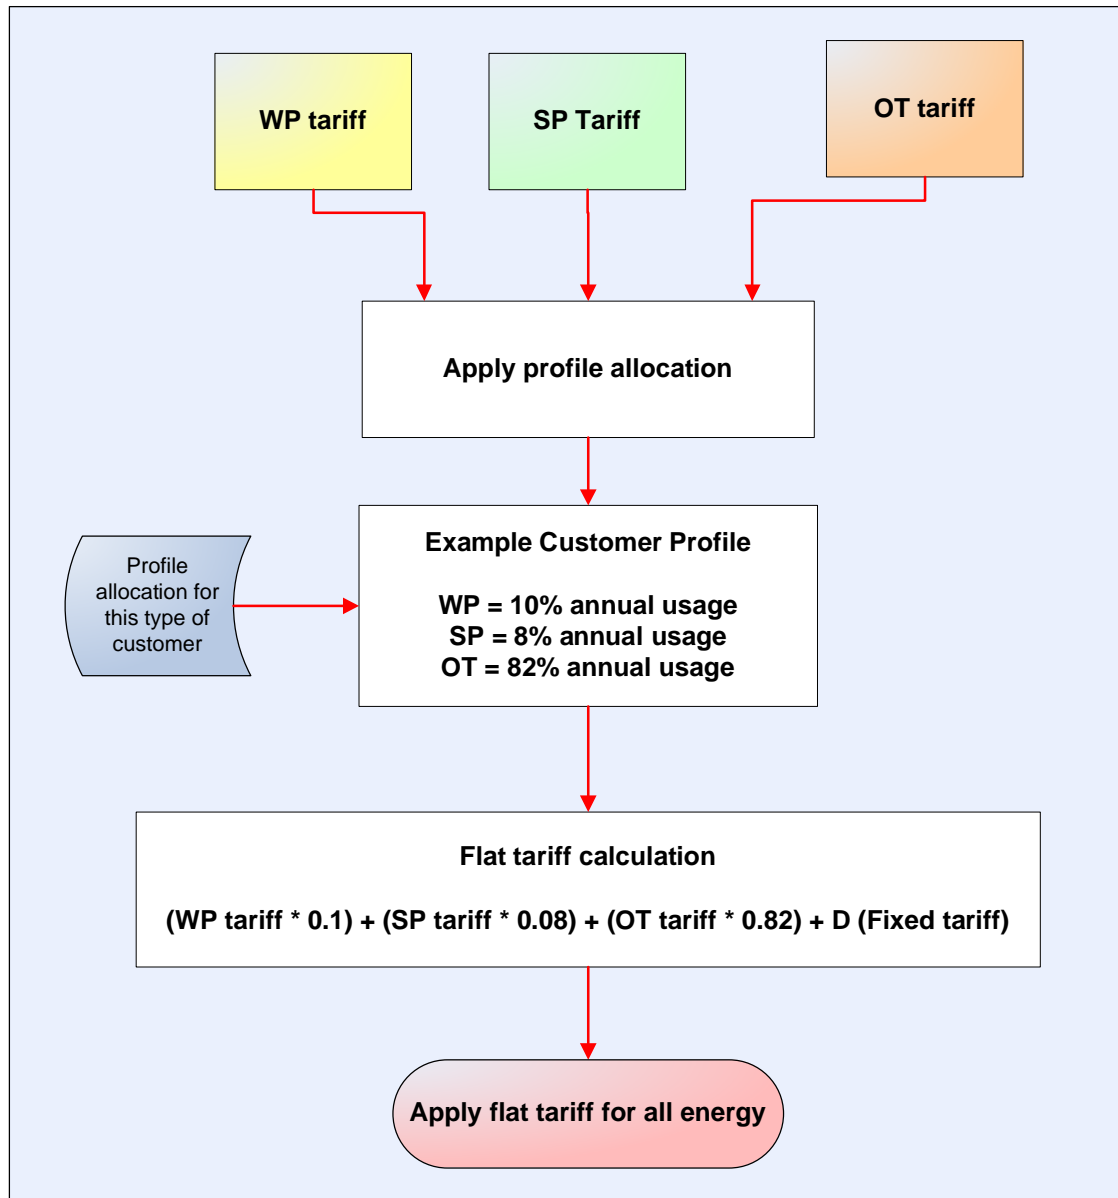 WP tariff
SP Tariff
OT tariff
Apply profile allocation
Profile
allocation for
this type of
customer
Example Customer Profile
WP = 10% annual usage
SP = 8% annual usage
OT = 82% annual usage
Flat tariff calculation
(WP tariff * 0.1) + (SP tariff * 0.08) + (OT tariff * 0.82) + D (Fixed tariff)
Apply flat tariff for all energy